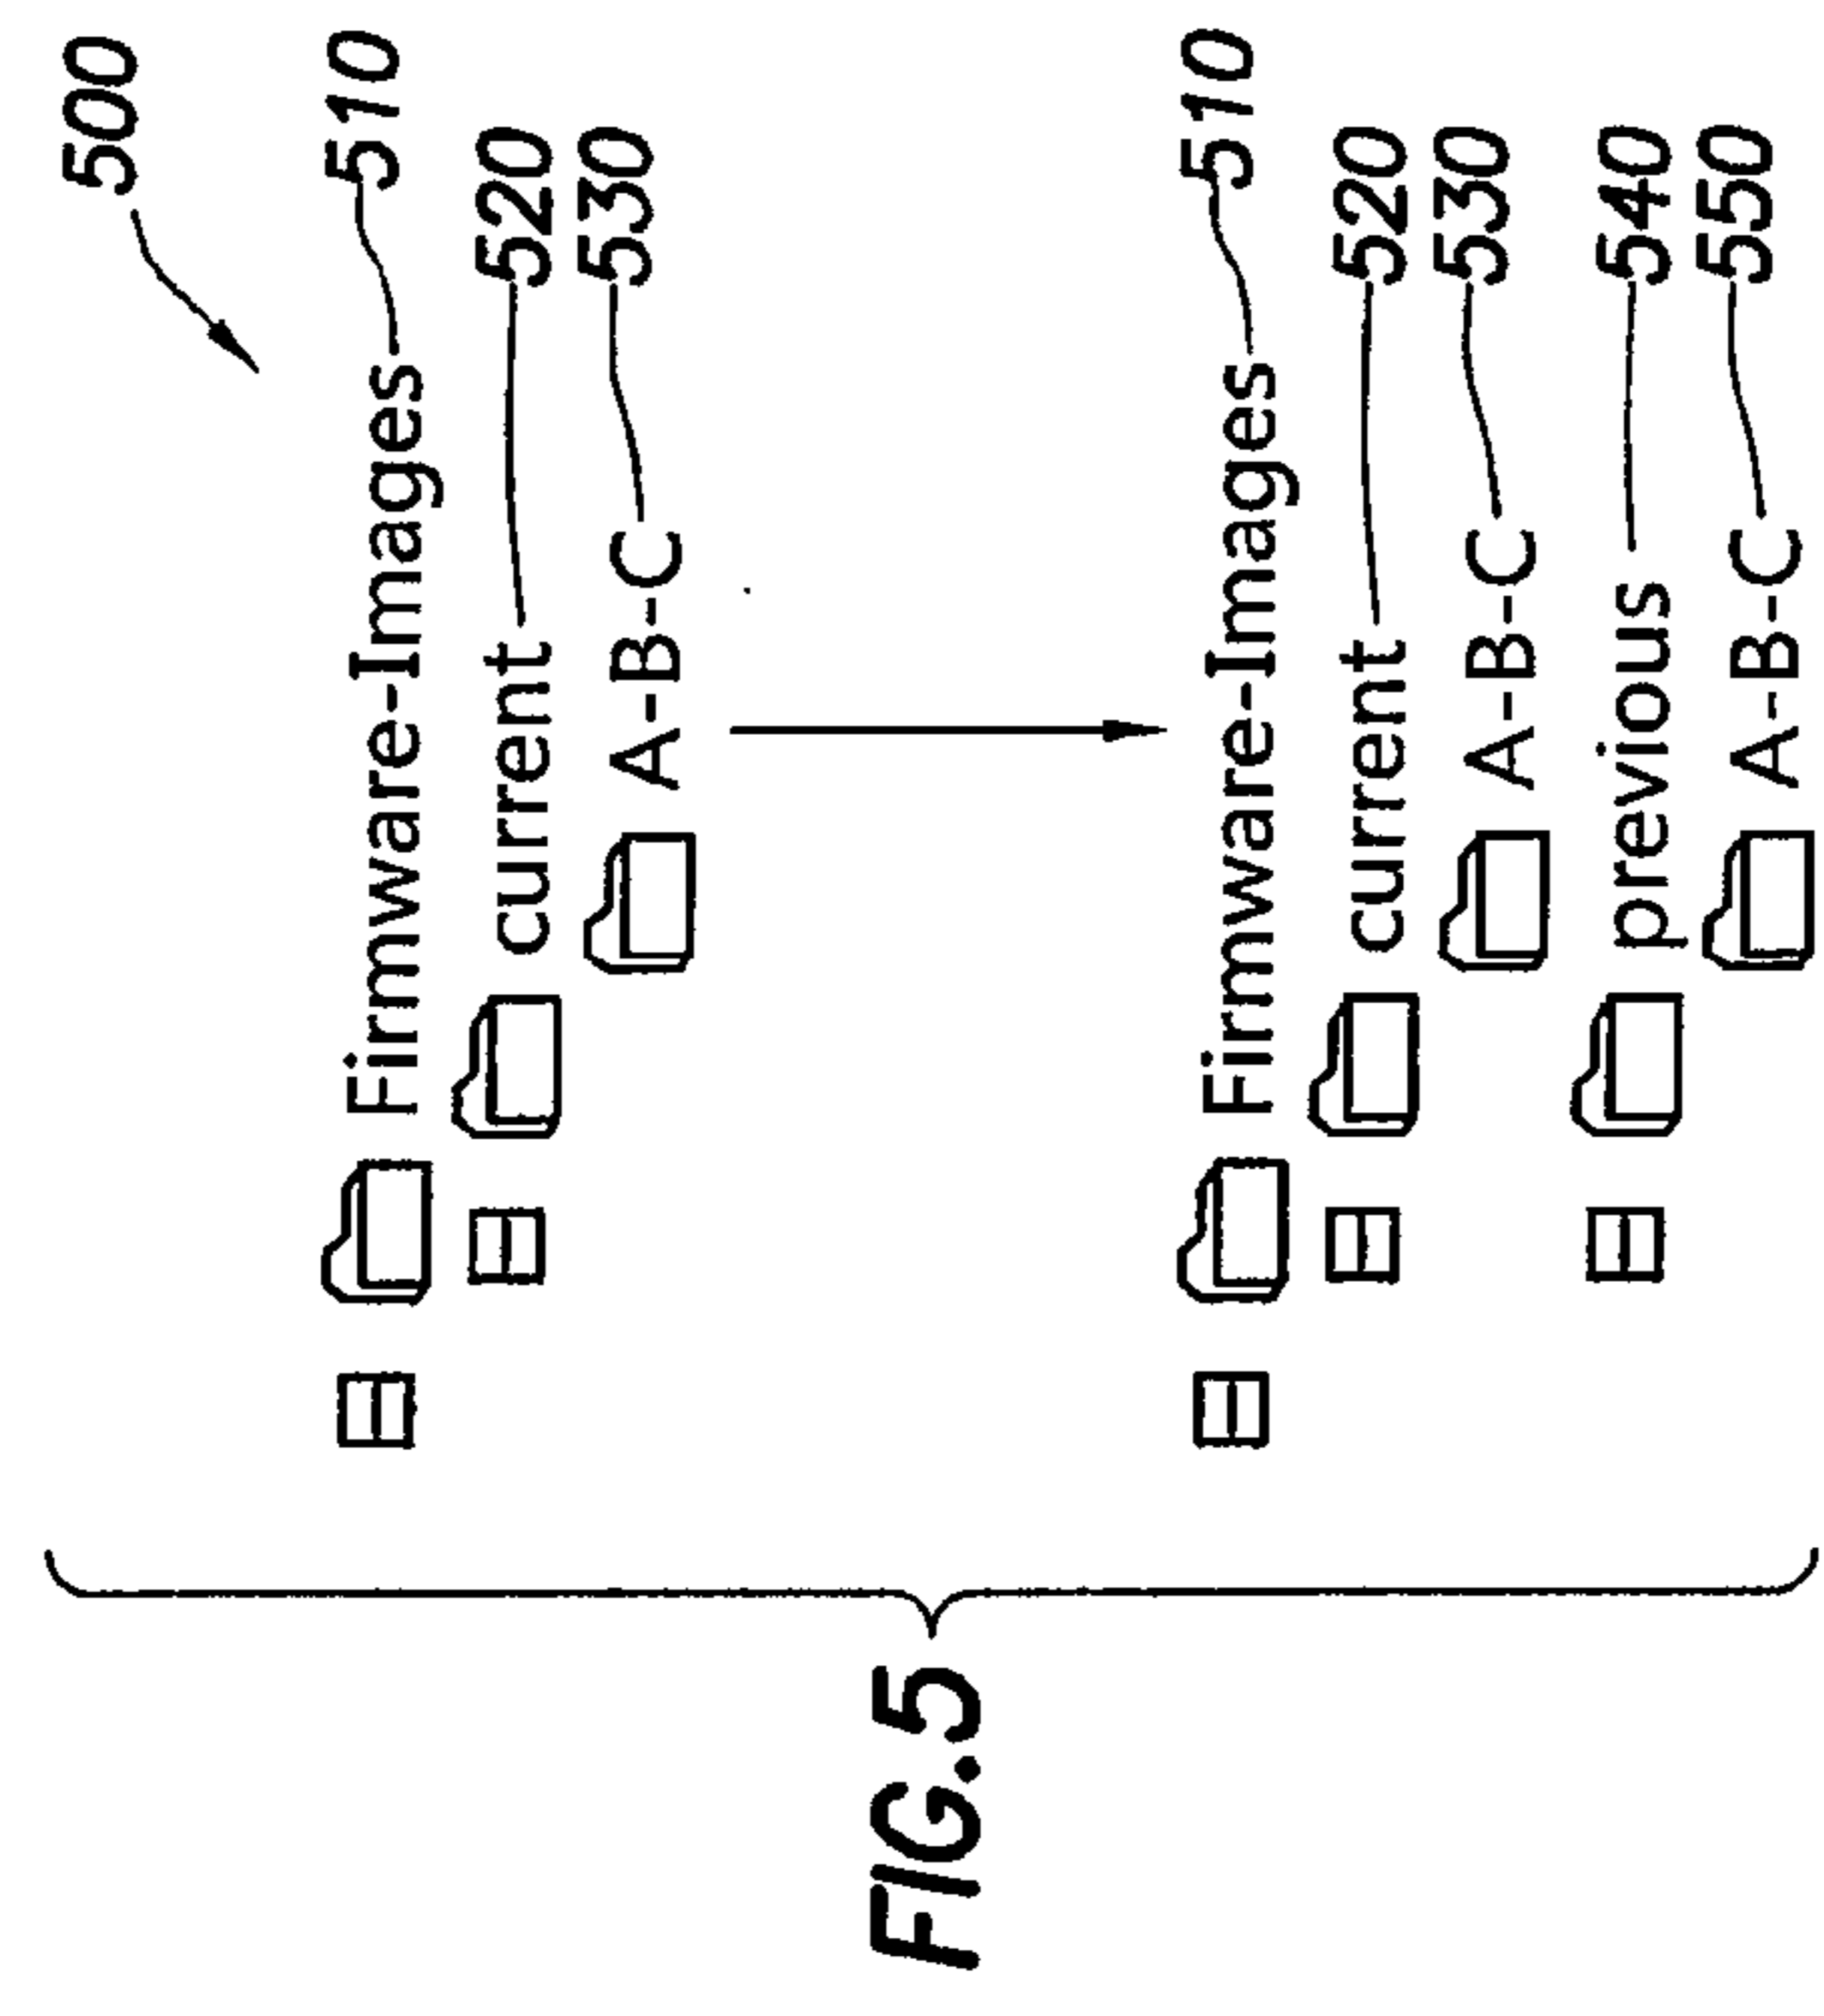 500
Firmware-Images 510
current 520
A-B-C 530
Firmware-Images 510
current 520
A-B-C 530
previous 540
A-B-C 550
FIG.5